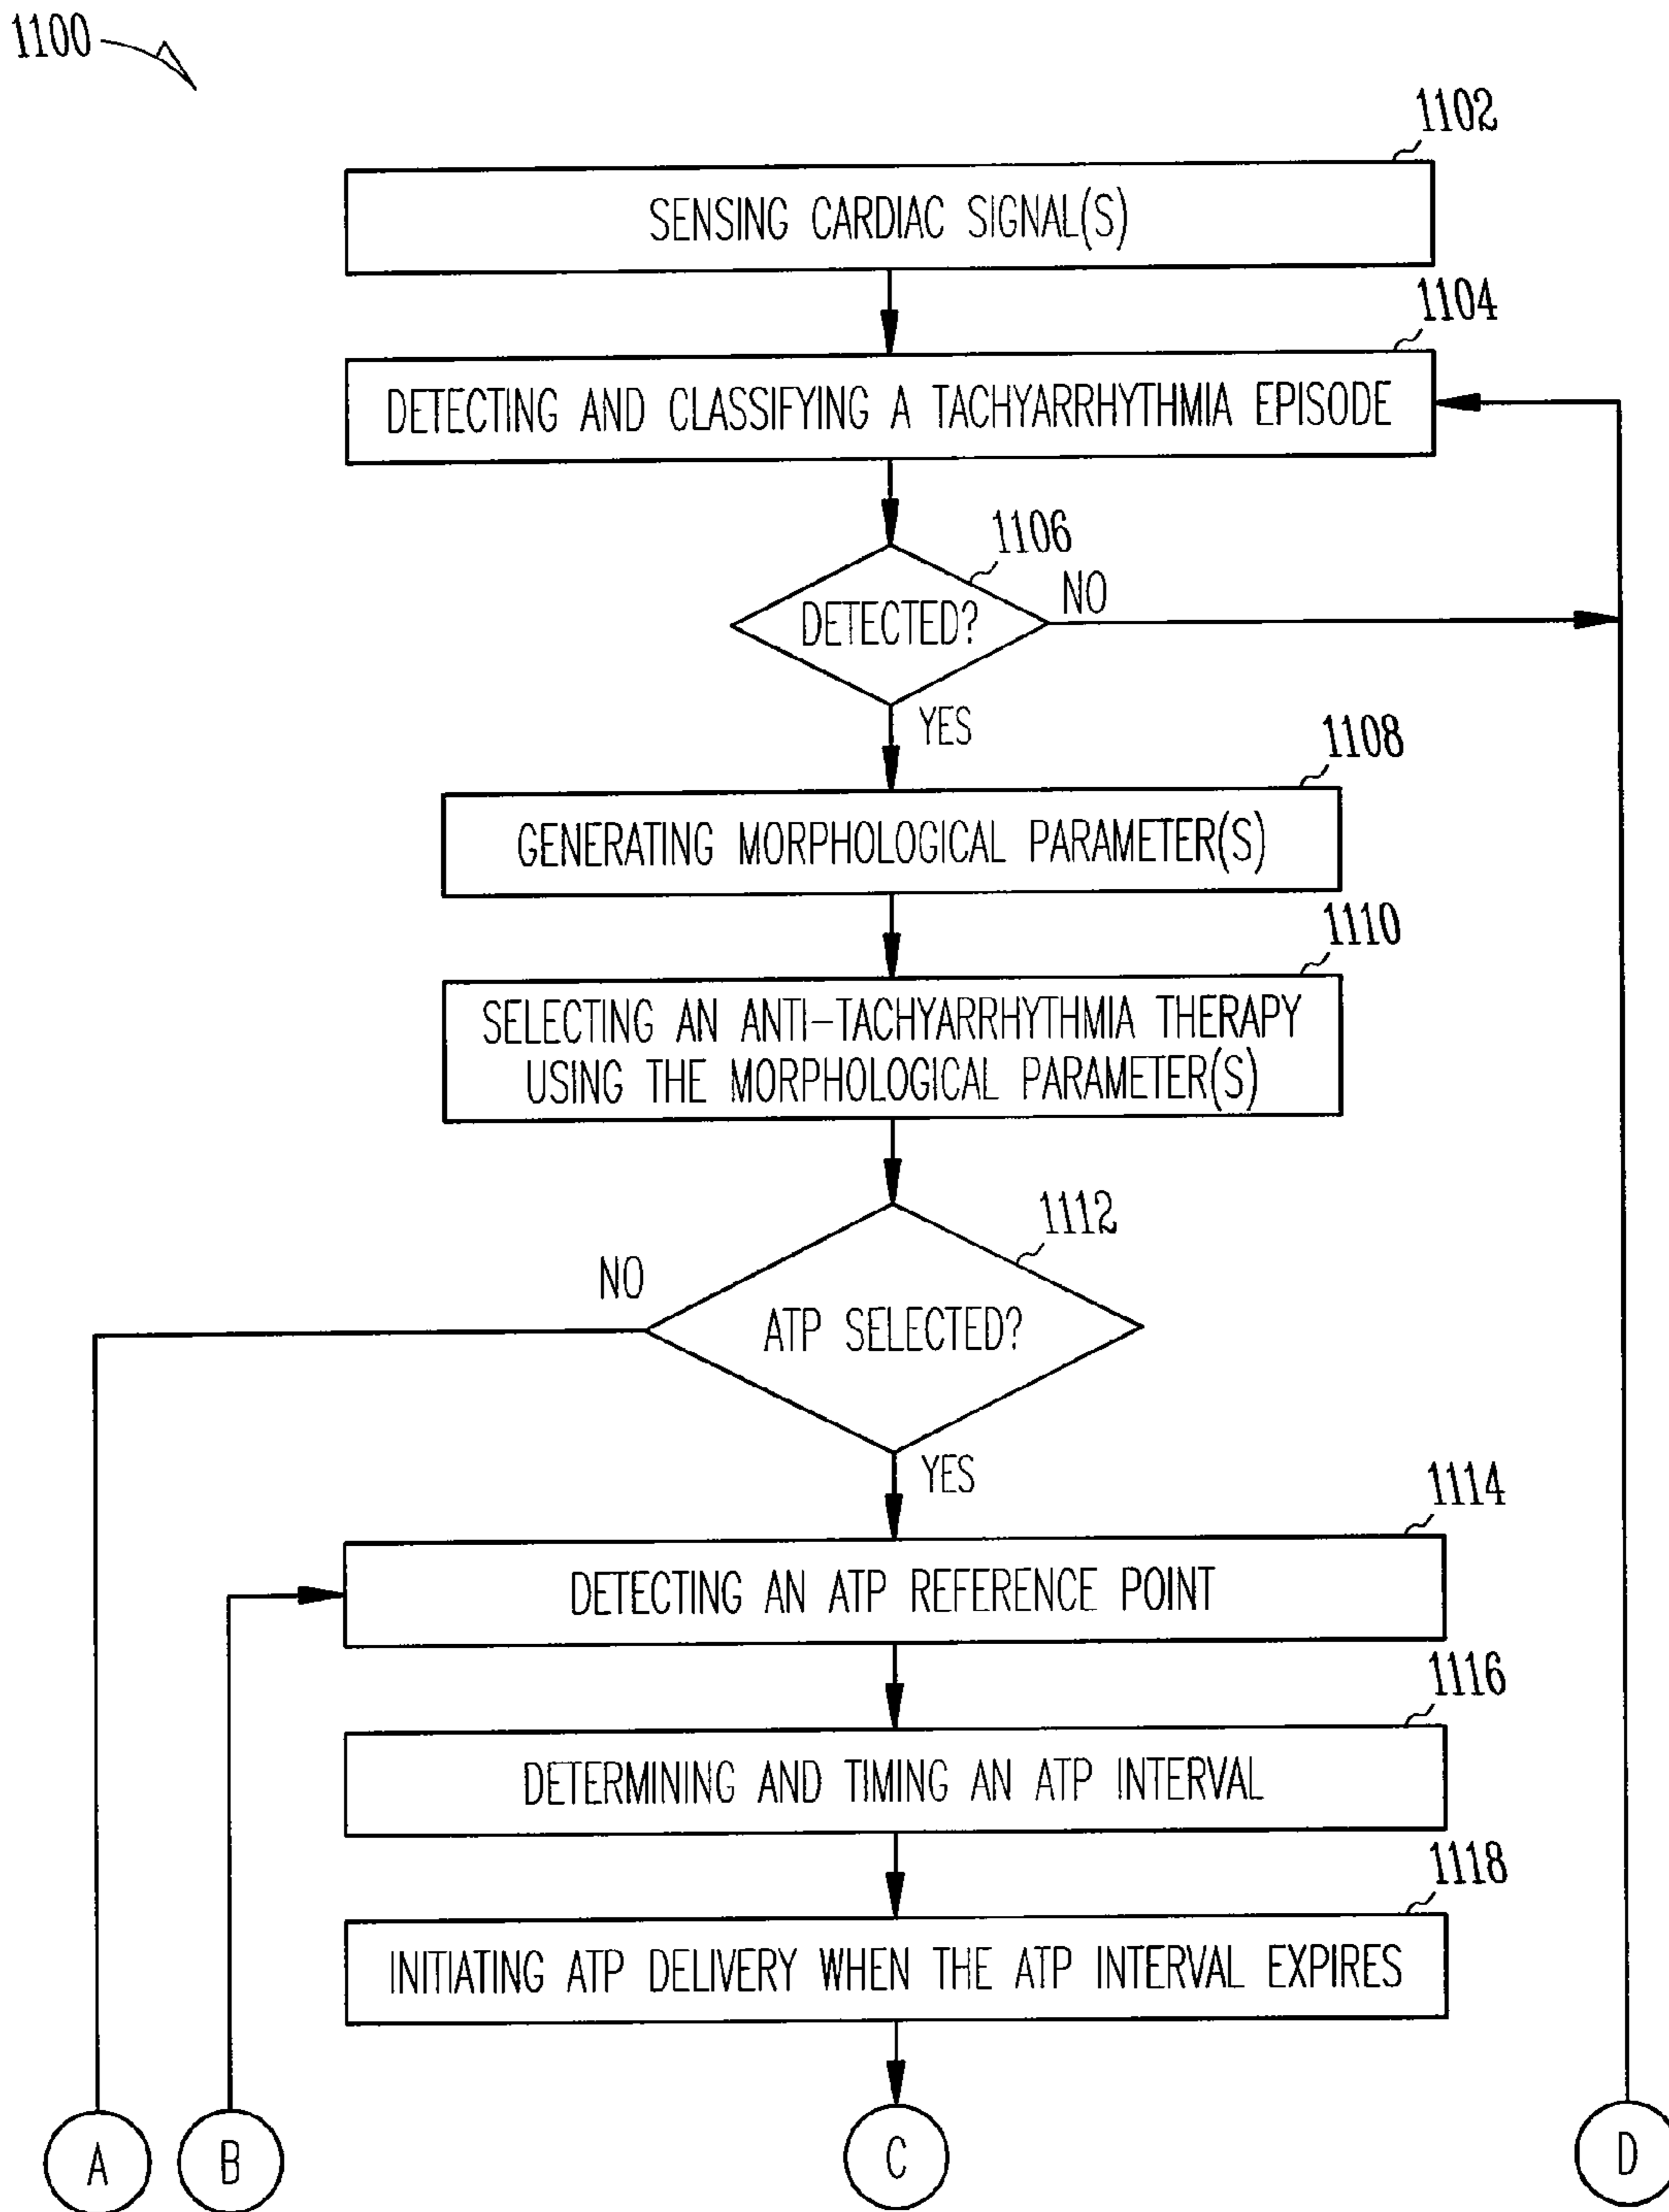 1100
1102
SENSING CARDIAC SIGNAL(S)
1104
DETECTING AND CLASSIFYING A TACHYARRHYTHMIA EPISODE
1106
DETECTED?
NO
YES
1108
GENERATING MORPHOLOGICAL PARAMETER(S)
1110
SELECTING AN ANTI-TACHYARRHYTHMIA THERAPY
USING THE MORPHOLOGICAL PARAMETER(S)
1112
NO
ATP SELECTED?
YES
1114
DETECTING AN ATP REFERENCE POINT
1116
DETERMINING AND TIMING AN ATP INTERVAL
1118
INITIATING ATP DELIVERY WHEN THE ATP INTERVAL EXPIRES
A B C D